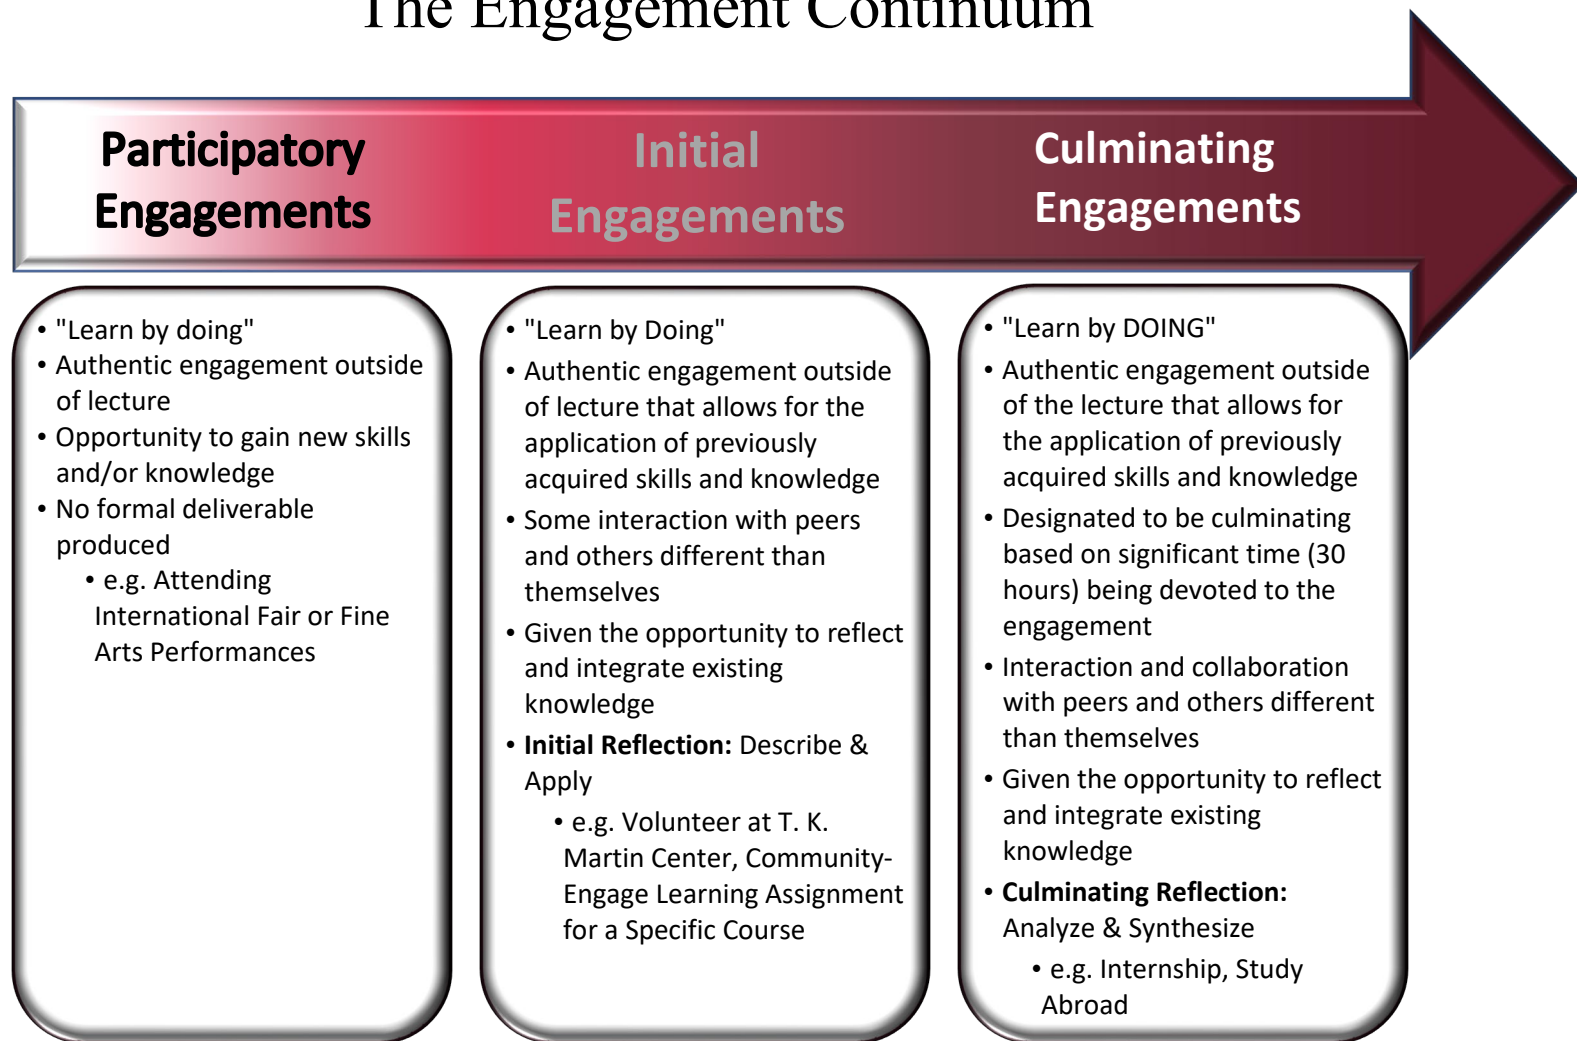 The Engagement Continuum
Participatory
Engagements
Initial
Engagements
Culminating
Engagements
• "Learn by doing"
• Authentic engagement outside
of lecture
• Opportunity to gain new skills
and/or knowledge
• No formal deliverable
produced
• e.g. Attending
International Fair or Fine
Arts Performances
• "Learn by Doing"
• Authentic engagement outside
of lecture that allows for the
application of previously
acquired skills and knowledge
• Some interaction with peers
and others different than
themselves
• Given the opportunity to reflect
and integrate existing
knowledge
• Initial Reflection: Describe &
Apply
• e.g. Volunteer at T. K.
Martin Center, Community-
Engage Learning Assignment
for a Specific Course
• "Learn by DOING"
• Authentic engagement outside
of the lecture that allows for
the application of previously
acquired skills and knowledge
• Designated to be culminating
based on significant time (30
hours) being devoted to the
engagement
• Interaction and collaboration
with peers and others different
than themselves
• Given the opportunity to reflect
and integrate existing
knowledge
• Culminating Reflection:
Analyze & Synthesize
• e.g. Internship, Study
Abroad